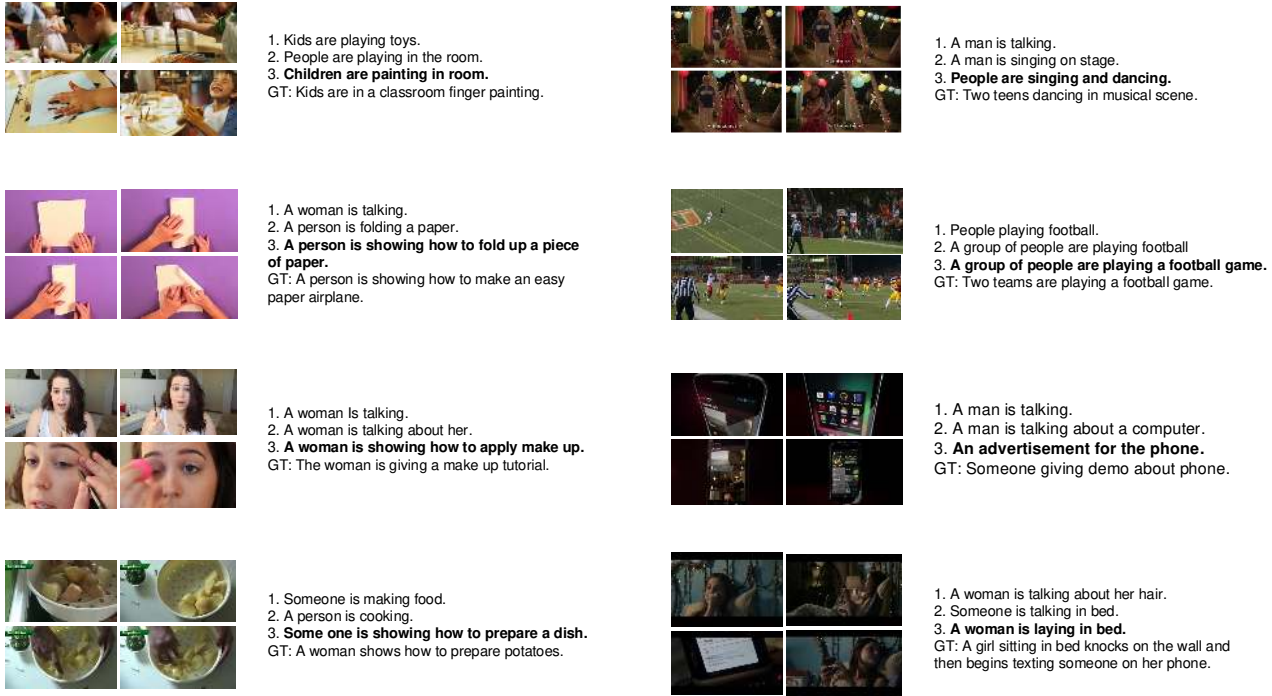 1. Kids are playing toys.
2. People are playing in the room.
3. Children are painting in room.
GT: Kids are in a classroom finger painting.
1. A man is talking.
2. A man is singing on stage.
3. People are singing and dancing.
GT: Two teens dancing in musical scene.
1. A woman is talking.
2. A person is folding a paper.
3. A person is showing how to fold up a piece
of paper.
GT: A person is showing how to make an easy
paper airplane.
1. People playing football.
2. A group of people are playing football
3. A group of people are playing a football game.
GT: Two teams are playing a football game.
1. A woman Is talking.
2. A woman is talking about her.
3. A woman is showing how to apply make up.
GT: The woman is giving a make up tutorial.
1. A man is talking.
2. A man is talking about a computer.
3. An advertisement for the phone.
GT: Someone giving demo about phone.
1. Someone is making food.
2. A person is cooking.
3. Some one is showing how to prepare a dish.
GT: A woman shows how to prepare potatoes.
1. A woman is talking about her hair.
2. Someone is talking in bed.
3. A woman is laying in bed.
GT: A girl sitting in bed knocks on the wall and
then begins texting someone on her phone.